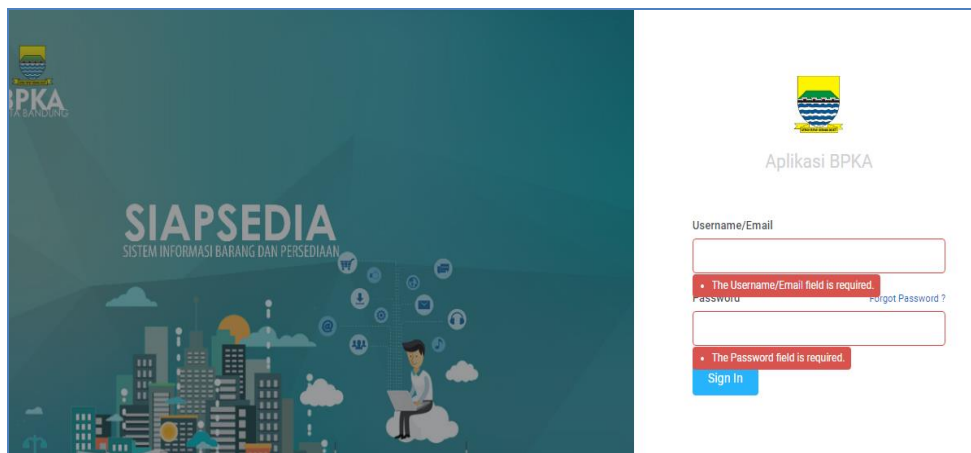 BPKA
KOTA BANDUNG
SIAPSEDIA
SISTEM INFORMASI BARANG DAN PERSEDIAAN
Aplikasi BPKA
Username/Email
The Username/Email field is required.
Password Forgot Password ?
The Password field is required.
Sign In